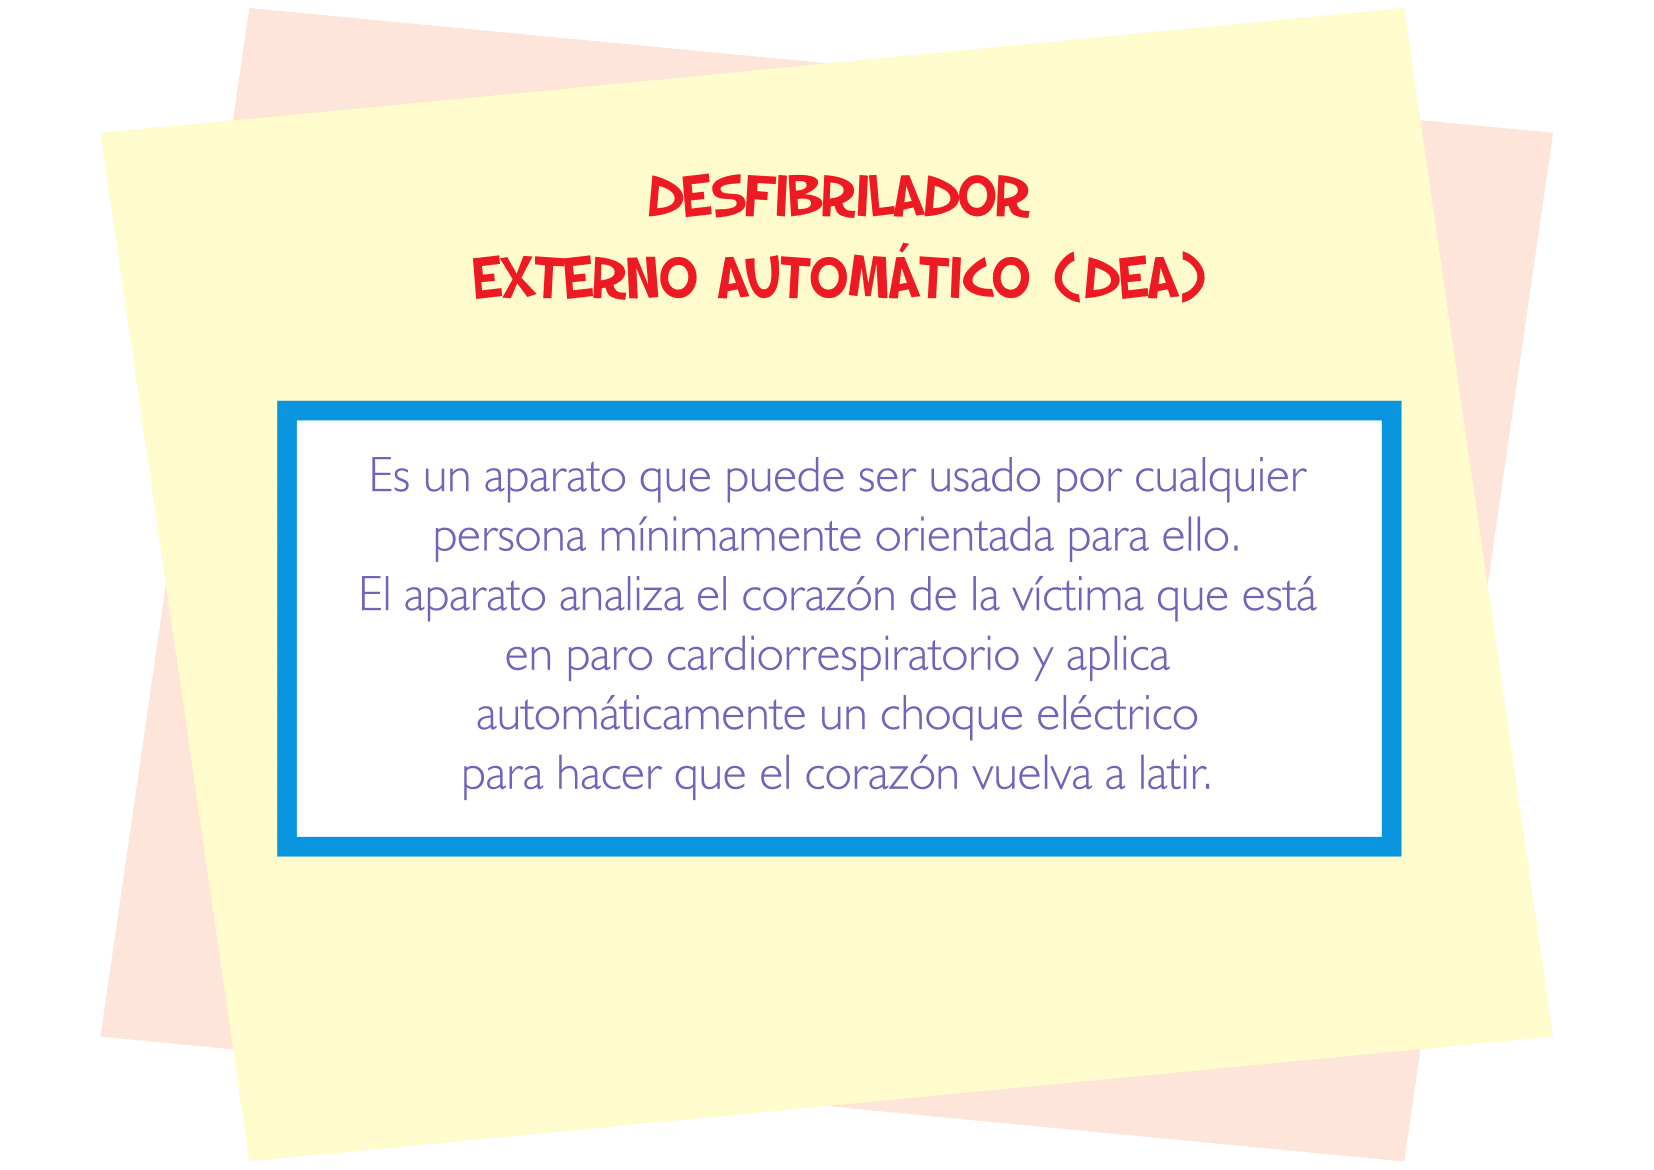 DESFIBRILADOR
EXTERNO AUTOMÁTICO (DEA)
Es un aparato que puede ser usado por cualquier
persona mínimamente orientada para ello.
El aparato analiza el corazón de la víctima que está
en paro cardiorrespiratorio y aplica
automáticamente un choque eléctrico
para hacer que el corazón vuelva a latir.